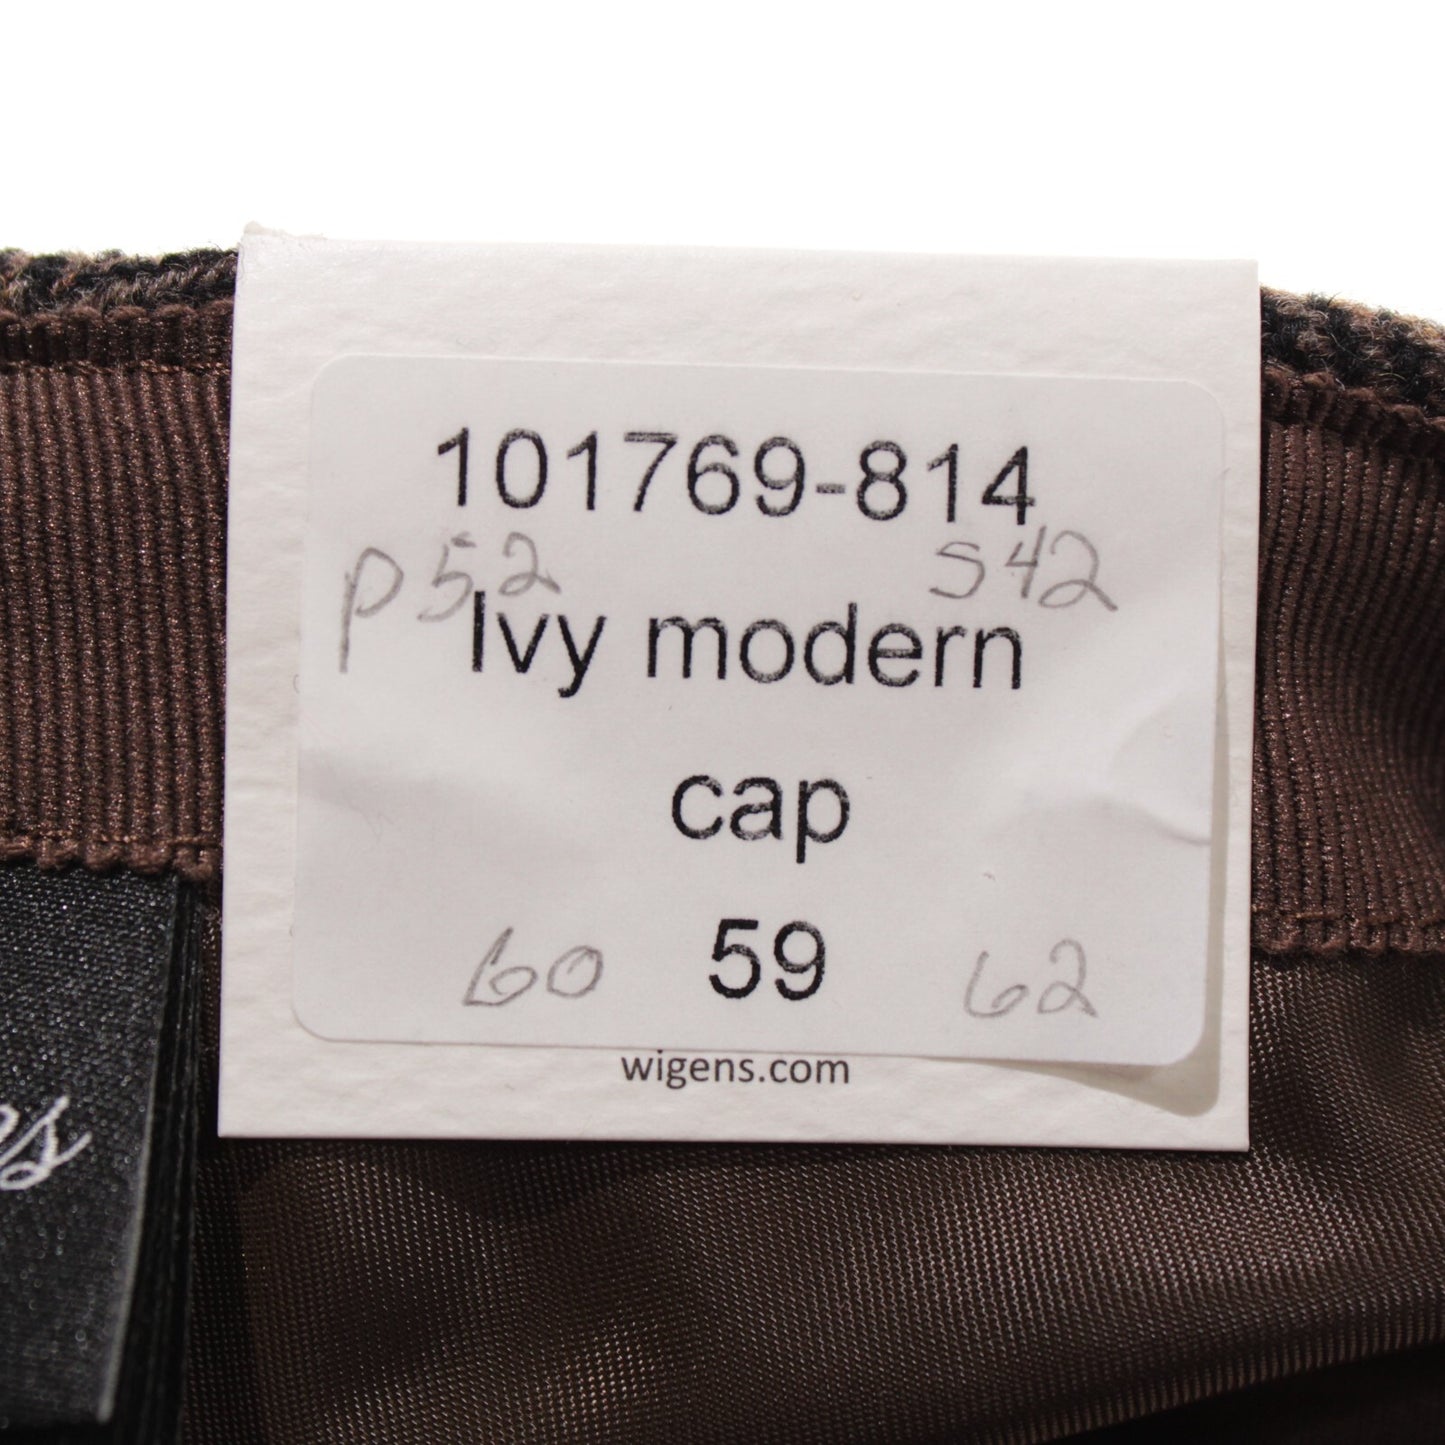 101769-814
P52 S42
Ivy modern
cap
60 59 62
wigens.com